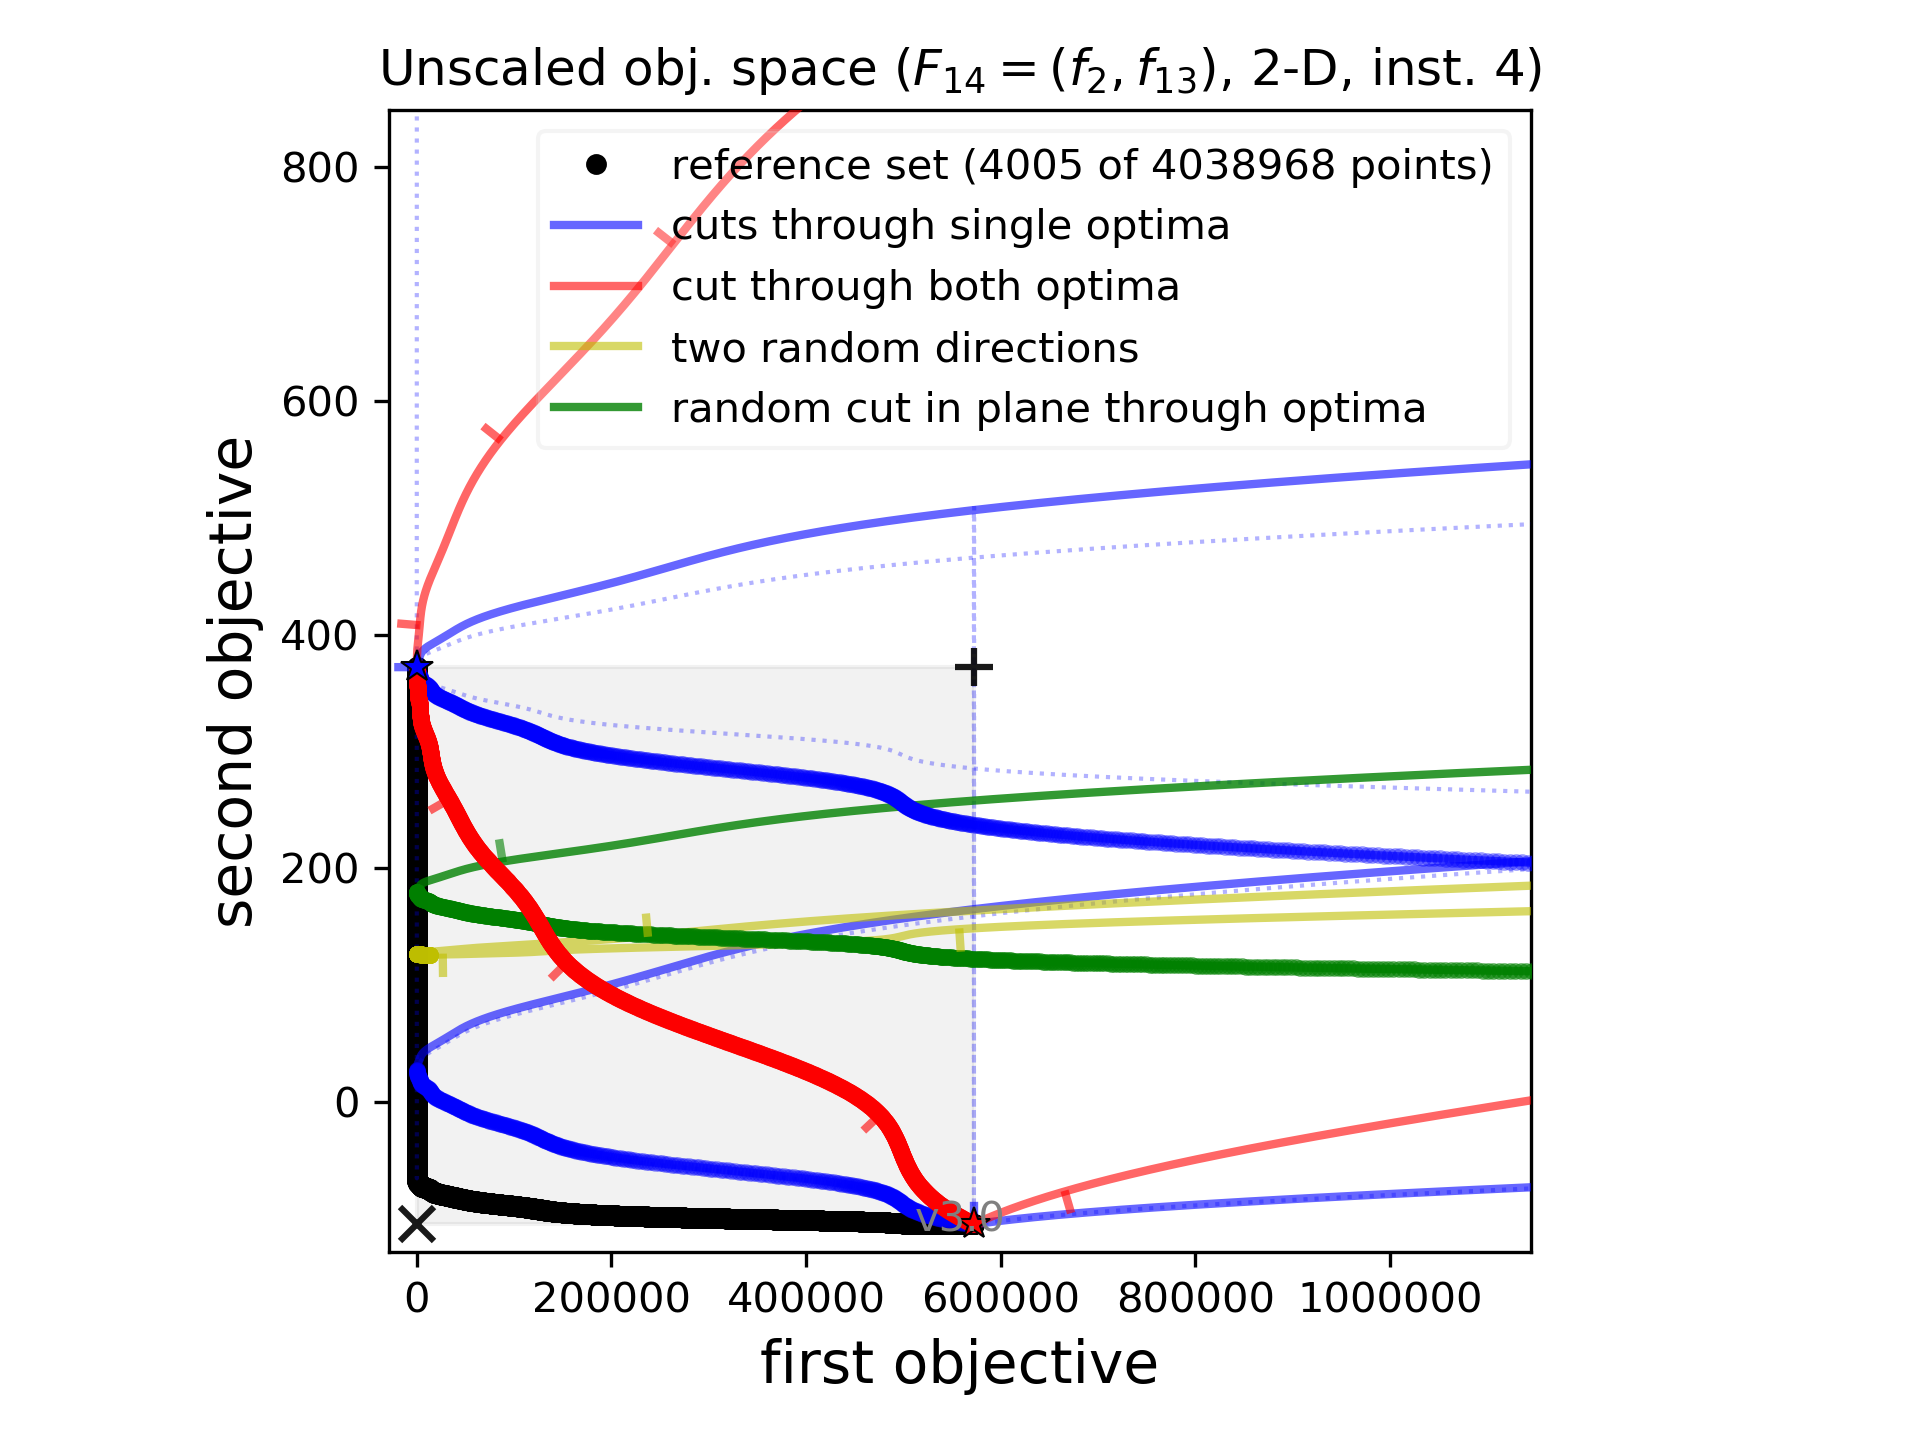 Unscaled obj. space (F14 = (f2, f13), 2-D, inst. 4)
reference set (4005 of 4038968 points)
cuts through single optima
cut through both optima
two random directions
random cut in plane through optima
second objective
800
600
400
200
0
v3.0
0 200000 400000 600000 800000 1000000
first objective